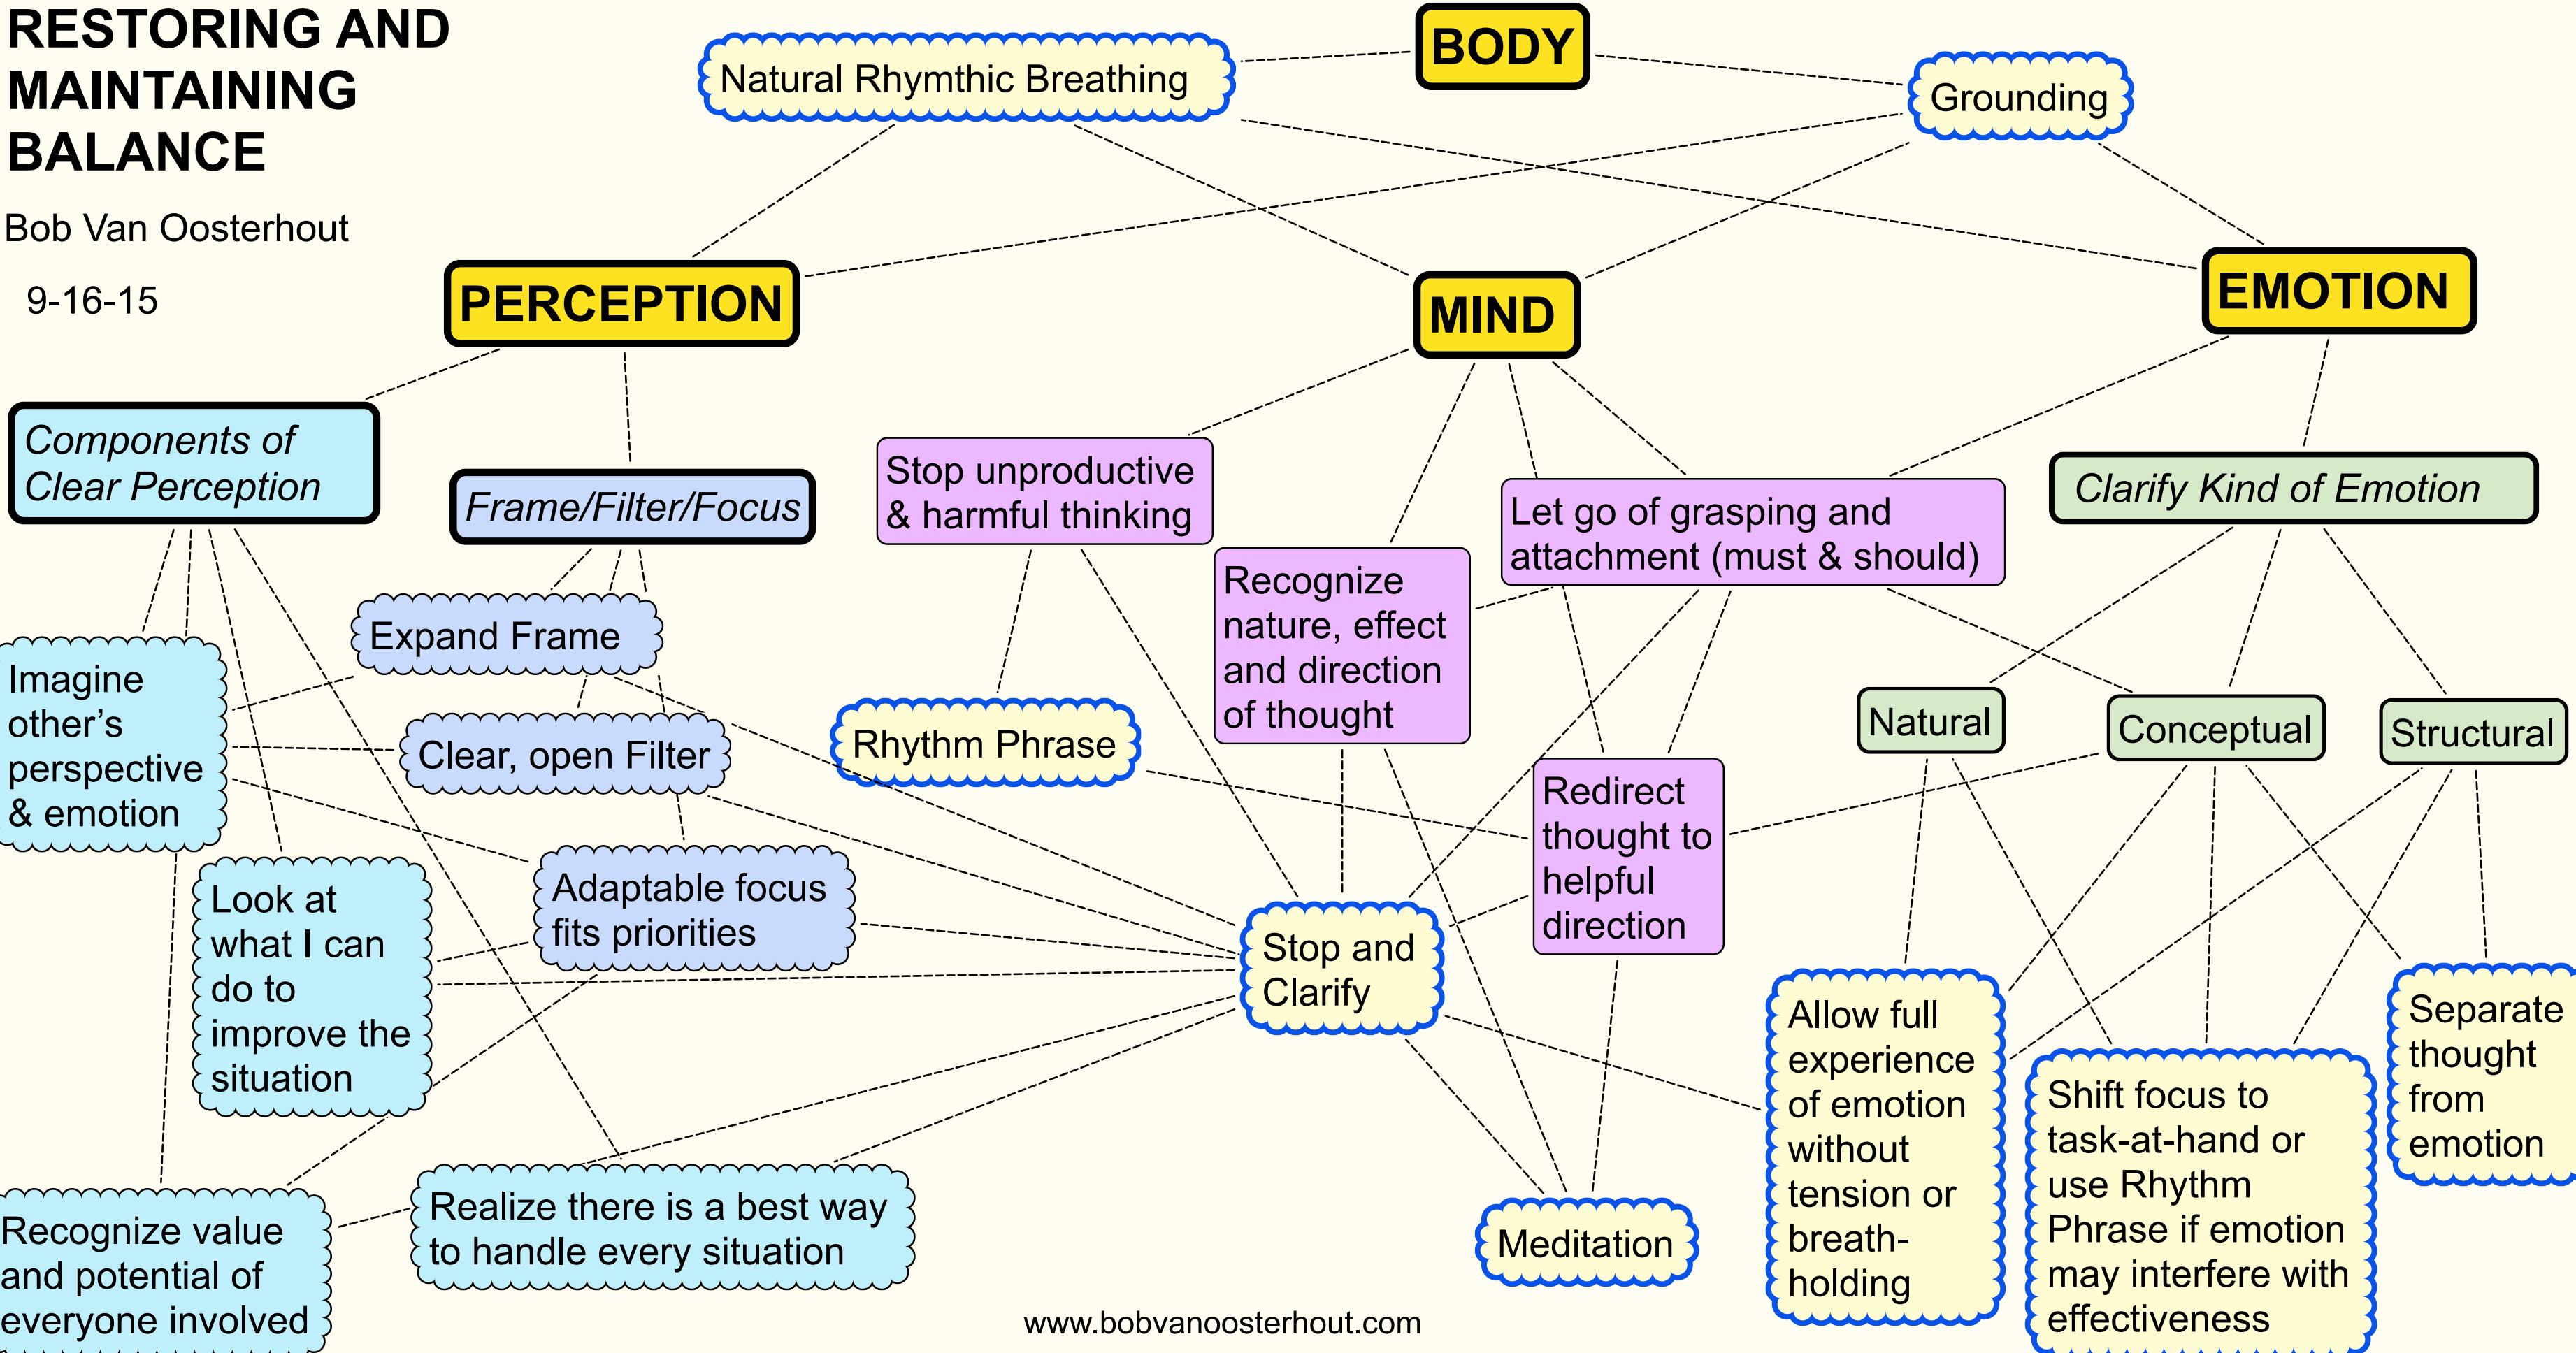 RESTORING AND
MAINTAINING
BALANCE
Bob Van Oosterhout
9-16-15
Natural Rhymthic Breathing
BODY
Grounding
PERCEPTION
MIND
EMOTION
Components of
Clear Perception
Frame/Filter/Focus
Stop unproductive
& harmful thinking
Let go of grasping and
attachment (must & should)
Clarify Kind of Emotion
Recognize
nature, effect
and direction
of thought
Expand Frame
Imagine
other’s
perspective
& emotion
Clear, open Filter
Rhythm Phrase
Natural
Conceptual
Structural
Redirect
thought to
helpful
direction
Look at
what I can
do to
improve the
situation
Adaptable focus
fits priorities
Stop and
Clarify
Allow full
experience
of emotion
without
tension or
breath-
holding
Shift focus to
task-at-hand or
use Rhythm
Phrase if emotion
may interfere with
effectiveness
Separate
thought
from
emotion
Recognize value
and potential of
everyone involved
Realize there is a best way
to handle every situation
Meditation
www.bobvanoosterhout.com